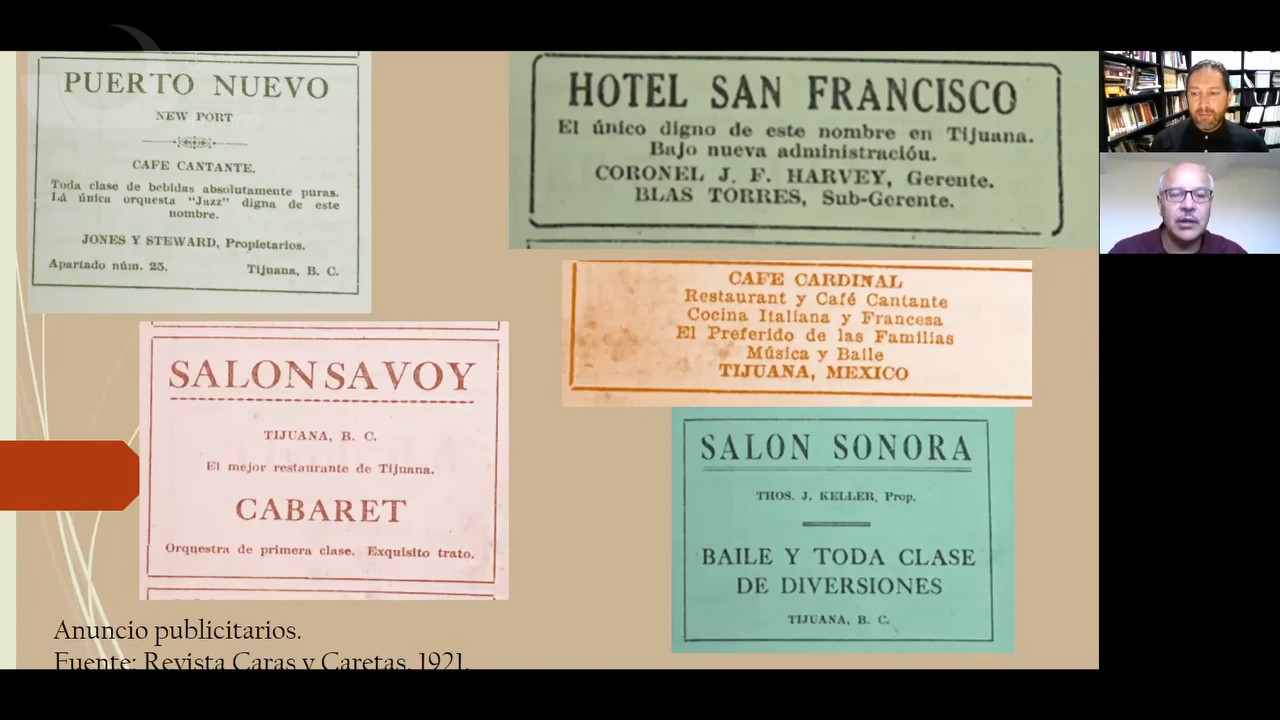 PUERTO NUEVO
NEW PORT
CAFE CANTANTE.
Toda clase de bebidas absolutamente puras.
Lá única orquesta "Jazz" digna de este
nombre.
JONES Y STEWARD, Propietarios.
Apartado núm. 25. Tijuana, B. C.
HOTEL SAN FRANCISCO
El único digno de este nombre en Tijuana.
Bajo nueva administracióu.
CORONEL J. F. HARVEY, Gerente.
BLAS TORRES, Sub-Gerente.
CAFE CARDINAL
Restaurant y Café Cantante
Cocina Italiana y Francesa
El Preferido de las Familias
Música y Baile
TIJUANA, MEXICO
SALON SAVOY
TIJUANA, B. C.
El mejor restaurante de Tijuana.
CABARET
Orquestra de primera clase. Exquisito trato.
SALON SONORA
THOS. J. KELLER, Prop.
BAILE Y TODA CLASE
DE DIVERSIONES
TIJUANA, B. C.
Anuncio publicitarios.
Fuente: Revista Caras y Caretas, 1921.